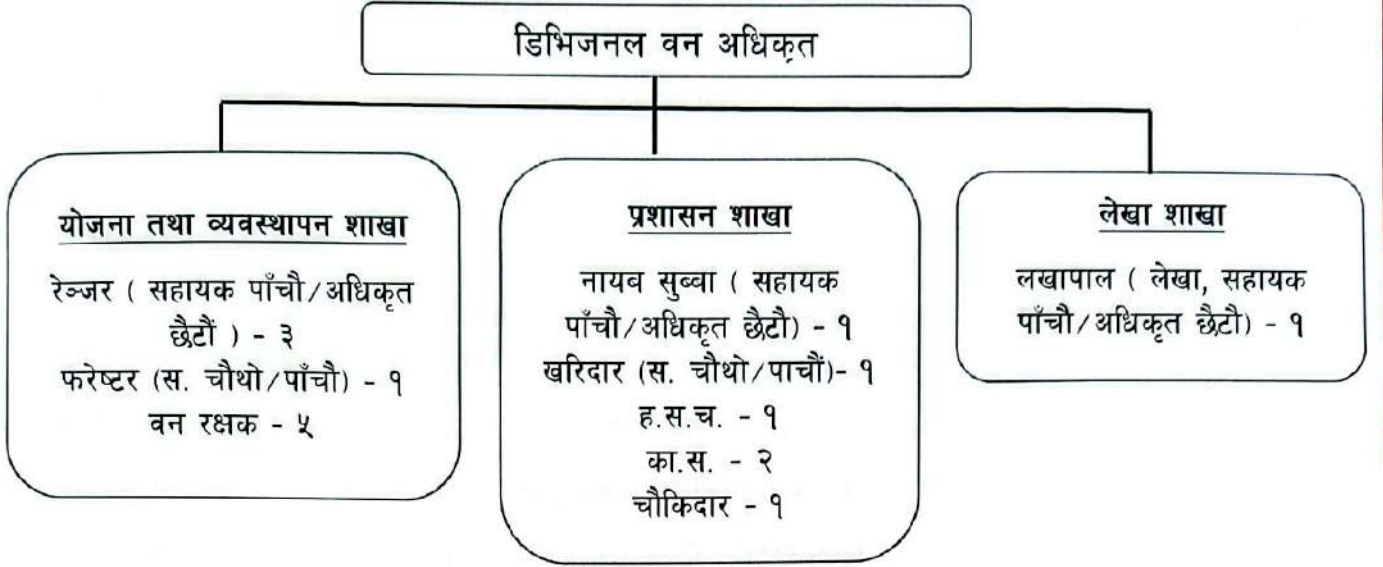 डिभिजनल वन अधिकृत
योजना तथा व्यवस्थापन शाखा
रेञ्जर ( सहायक पाँचौ/अधिकृत
छैटौं ) - ३
फरेष्टर (स. चौथो/पाँचौ) - १
वन रक्षक - ५
प्रशासन शाखा
नायव सुब्वा ( सहायक
पाँचौ/अधिकृत छैटौ) - १
खरिदार (स. चौथो/पाचौं)- १
ह.स.च. - १
का.स. - २
चौकिदार - १
लेखा शाखा
लखापाल ( लेखा, सहायक
पाँचौ/अधिकृत छैटौ) - १